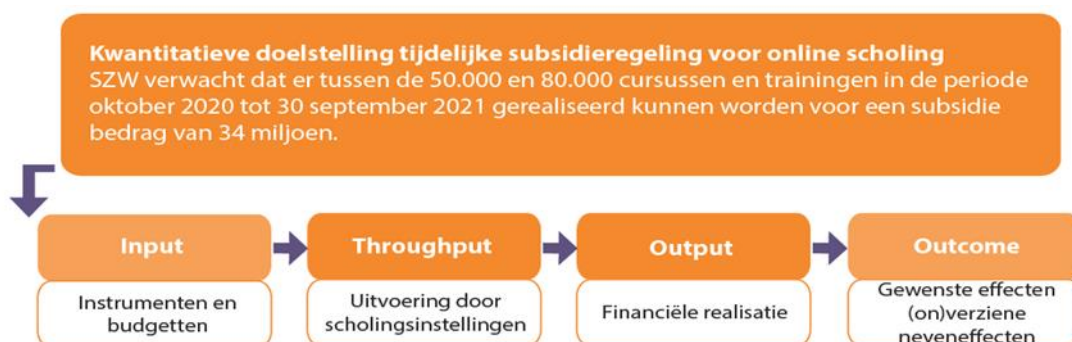 Kwantitatieve doelstelling tijdelijke subsidieregeling voor online scholing
SZW verwacht dat er tussen de 50.000 en 80.000 cursussen en trainingen in de periode
oktober 2020 tot 30 september 2021 gerealiseerd kunnen worden voor een subsidie
bedrag van 34 miljoen.
Input
Throughput
Output
Outcome
Instrumenten en
budgetten
Uitvoering door
scholingsinstellingen
Financiële realisatie
Gewenste effecten
(on)verziene
neveneffecten